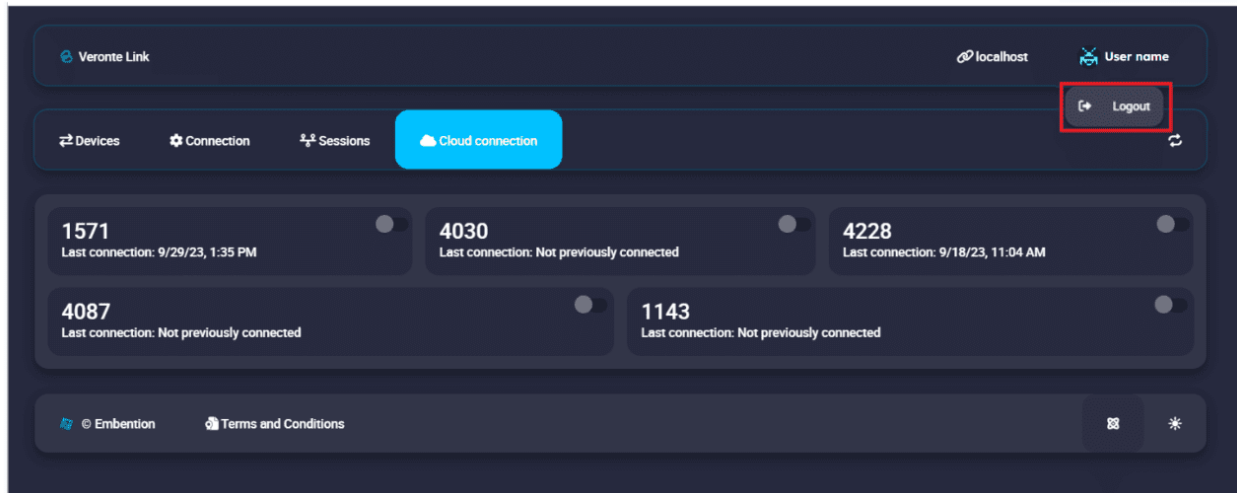 Veronte Link
localhost
User name
Logout
Devices
Connection
Sessions
Cloud connection
1571
Last connection: 9/29/23, 1:35 PM
4030
Last connection: Not previously connected
4228
Last connection: 9/18/23, 11:04 AM
4087
Last connection: Not previously connected
1143
Last connection: Not previously connected
© Embention
Terms and Conditions